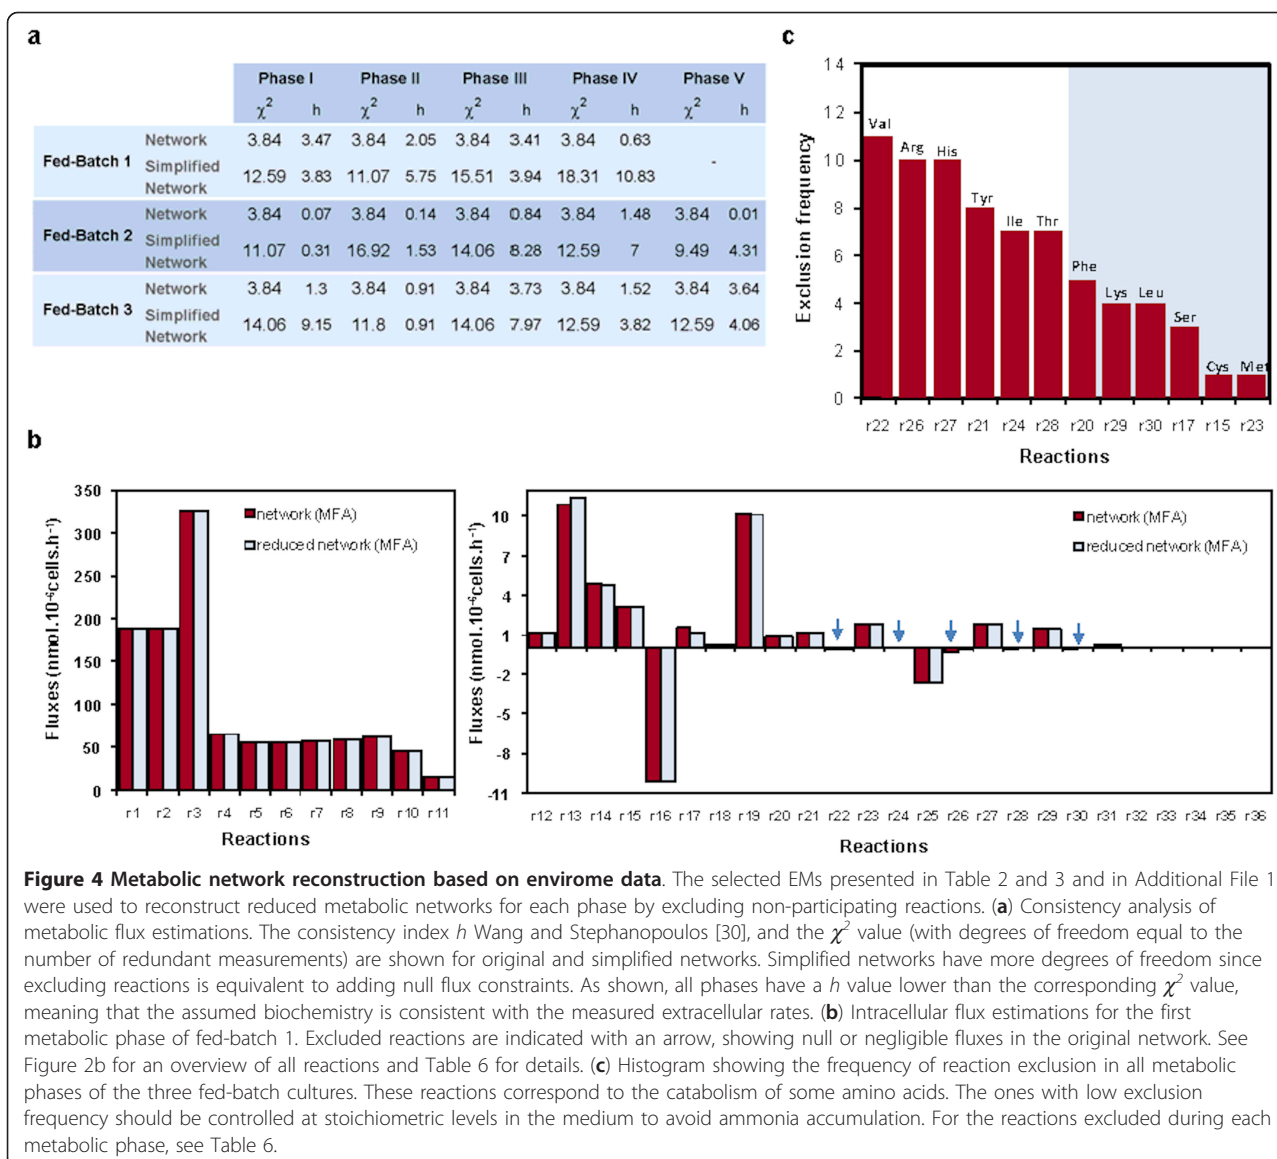 a
Phase I Phase II Phase III Phase IV Phase V
χ² h χ² h χ² h χ² h χ² h
Fed-Batch 1
Network 3.84 3.47 3.84 2.05 3.84 3.41 3.84 0.63
Simplified Network 12.59 3.83 11.07 5.75 15.51 3.94 18.31 10.83
-
Fed-Batch 2
Network 3.84 0.07 3.84 0.14 3.84 0.84 3.84 1.48 3.84 0.01
Simplified Network 11.07 0.31 16.92 1.53 14.06 8.28 12.59 7 9.49 4.31
Fed-Batch 3
Network 3.84 1.3 3.84 0.91 3.84 3.73 3.84 1.52 3.84 3.64
Simplified Network 14.06 9.15 11.8 0.91 14.06 7.97 12.59 3.82 12.59 4.06
c
Exclusion frequency
14
12
10
8
6
4
2
0
Val Arg His Tyr Ile Thr Phe Lys Leu Ser Cys Met
r22 r26 r27 r21 r24 r28 r20 r29 r30 r17 r15 r23
Reactions
b
Fluxes (nmol.10⁻⁶cells.h⁻¹)
350
300
250
200
150
100
50
0
network (MFA)
reduced network (MFA)
r1 r2 r3 r4 r5 r6 r7 r8 r9 r10 r11
Reactions
Fluxes (nmol.10⁻⁶cells.h⁻¹)
10
7
4
1
-2
-5
-8
-11
network (MFA)
reduced network (MFA)
r12 r13 r14 r15 r16 r17 r18 r19 r20 r21 r22 r23 r24 r25 r26 r27 r28 r29 r30 r31 r32 r33 r34 r35 r36
Reactions
Figure 4 Metabolic network reconstruction based on envirome data. The selected EMs presented in Table 2 and 3 and in Additional File 1
were used to reconstruct reduced metabolic networks for each phase by excluding non-participating reactions. (a) Consistency analysis of
metabolic flux estimations. The consistency index h Wang and Stephanopoulos [30], and the χ² value (with degrees of freedom equal to the
number of redundant measurements) are shown for original and simplified networks. Simplified networks have more degrees of freedom since
excluding reactions is equivalent to adding null flux constraints. As shown, all phases have a h value lower than the corresponding χ² value,
meaning that the assumed biochemistry is consistent with the measured extracellular rates. (b) Intracellular flux estimations for the first
metabolic phase of fed-batch 1. Excluded reactions are indicated with an arrow, showing null or negligible fluxes in the original network. See
Figure 2b for an overview of all reactions and Table 6 for details. (c) Histogram showing the frequency of reaction exclusion in all metabolic
phases of the three fed-batch cultures. These reactions correspond to the catabolism of some amino acids. The ones with low exclusion
frequency should be controlled at stoichiometric levels in the medium to avoid ammonia accumulation. For the reactions excluded during each
metabolic phase, see Table 6.